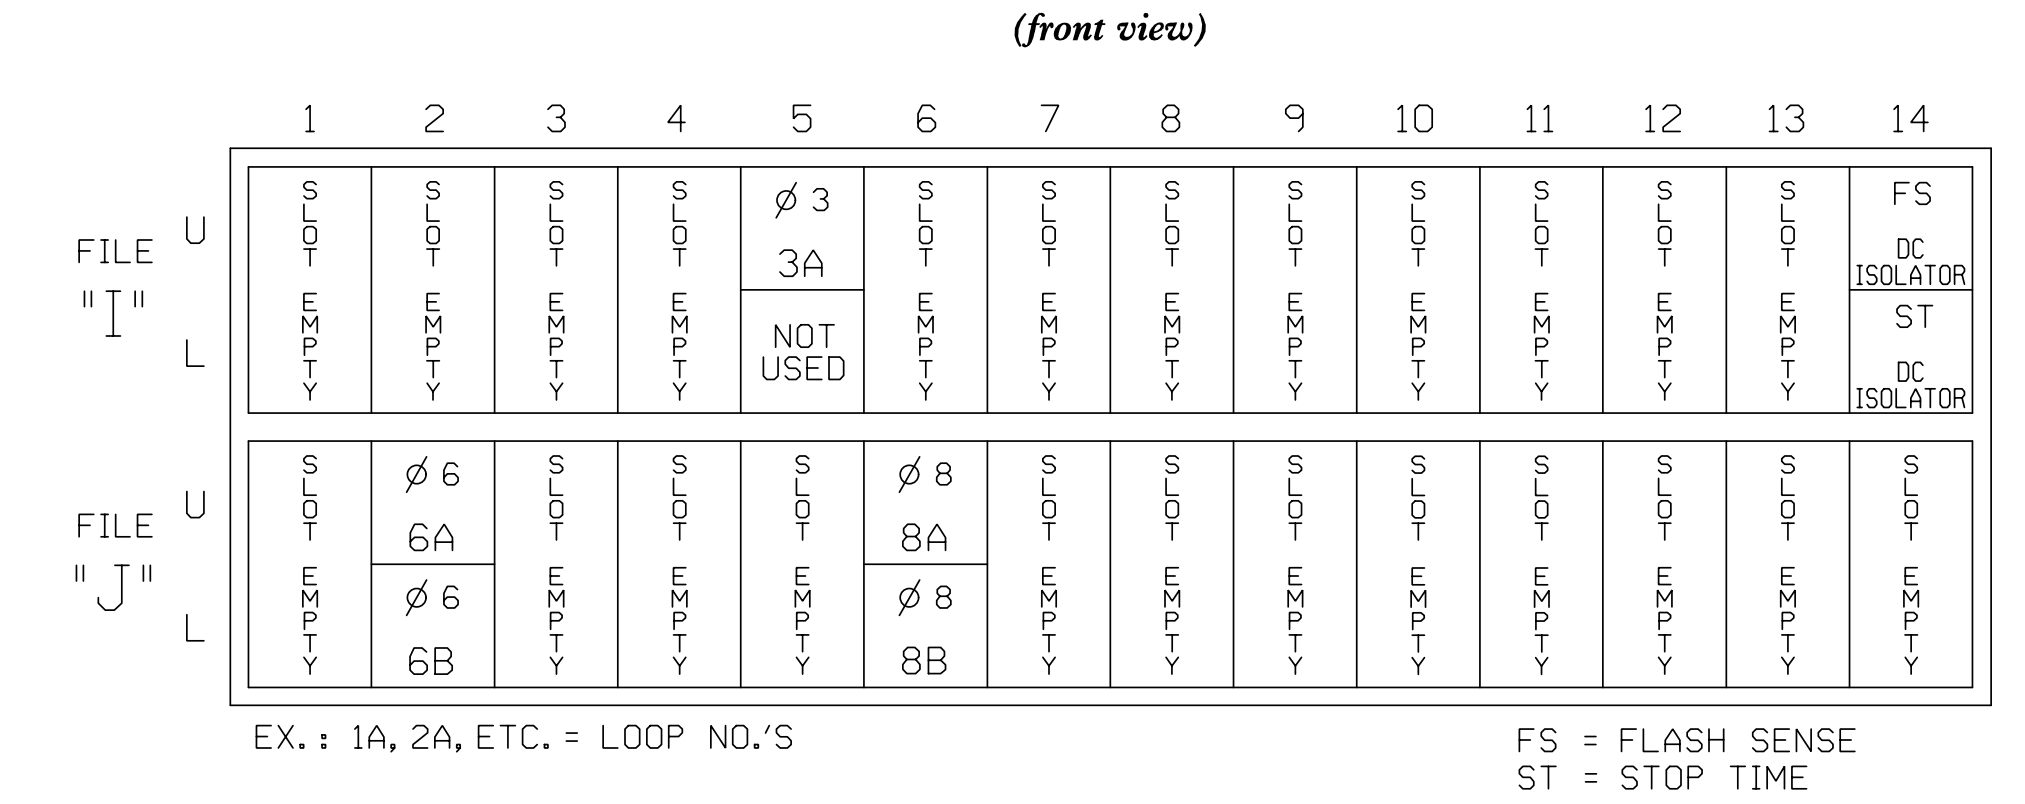 (front view)
1 2 3 4 5 6 7 8 9 10 11 12 13 14
FILE "I"
U
L
SLOT EMPTY
SLOT EMPTY
SLOT EMPTY
SLOT EMPTY
Ø 3
3A
NOT
USED
SLOT EMPTY
SLOT EMPTY
SLOT EMPTY
SLOT EMPTY
SLOT EMPTY
SLOT EMPTY
SLOT EMPTY
SLOT EMPTY
FS
DC
ISOLATOR
ST
DC
ISOLATOR
FILE "J"
U
L
SLOT EMPTY
Ø 6
6A
Ø 6
6B
SLOT EMPTY
SLOT EMPTY
SLOT EMPTY
Ø 8
8A
Ø 8
8B
SLOT EMPTY
SLOT EMPTY
SLOT EMPTY
SLOT EMPTY
SLOT EMPTY
SLOT EMPTY
SLOT EMPTY
SLOT EMPTY
EX.: 1A, 2A, ETC. = LOOP NO.'S
FS = FLASH SENSE
ST = STOP TIME